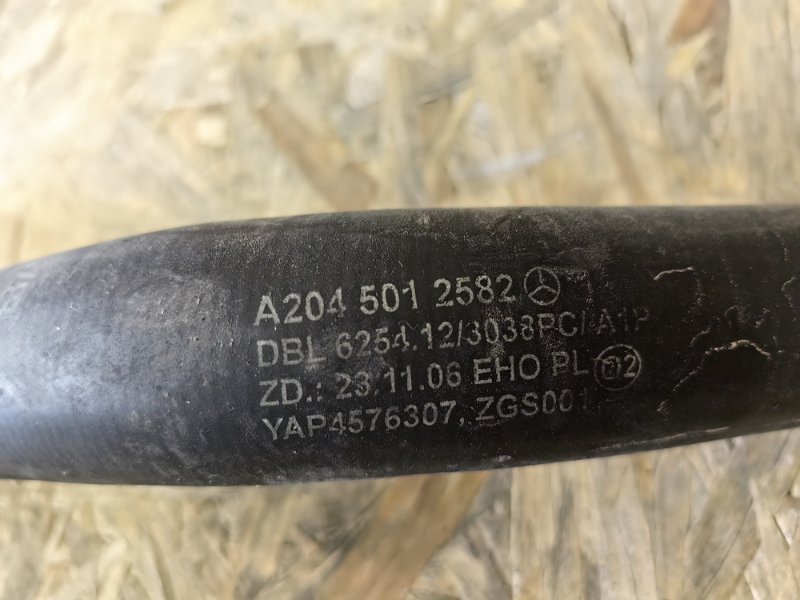 A204 501 2582
DBL 6254.12/3038PC/ A1P
ZD.: 23.11.06 EHO PL 02
YAP4576307, ZGS001